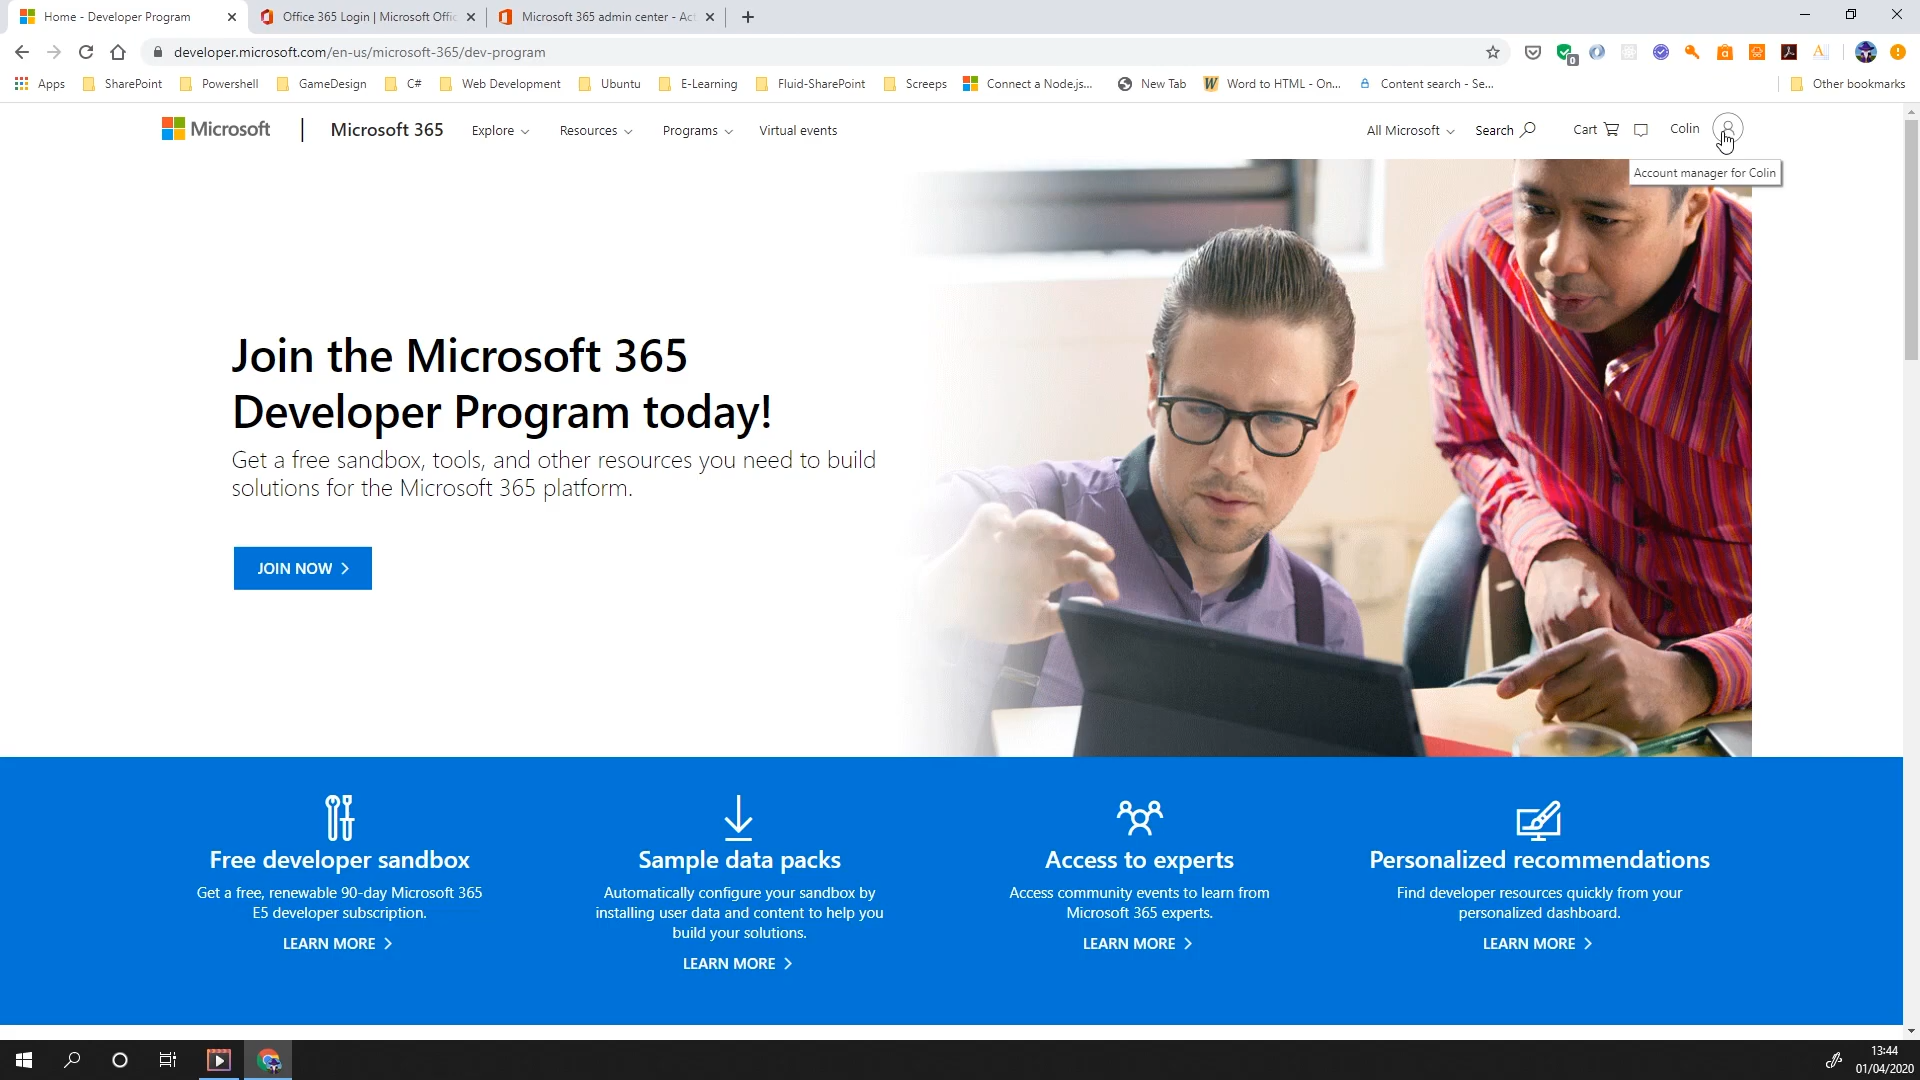 Home - Developer Program
Office 365 Login | Microsoft Offic
Microsoft 365 admin center - Act
developer.microsoft.com/en-us/microsoft-365/dev-program
0
Apps
SharePoint
Powershell
GameDesign
C#
Web Development
Ubuntu
E-Learning
Fluid-SharePoint
Screeps
Connect a Node.js...
New Tab
Word to HTML - On...
Content search - Se...
Other bookmarks
Microsoft
Microsoft 365
Explore
Resources
Programs
Virtual events
All Microsoft
Search
Cart
Colin
Account manager for Colin
Join the Microsoft 365
Developer Program today!
Get a free sandbox, tools, and other resources you need to build
solutions for the Microsoft 365 platform.
JOIN NOW
Free developer sandbox
Get a free, renewable 90-day Microsoft 365
E5 developer subscription.
LEARN MORE
Sample data packs
Automatically configure your sandbox by
installing user data and content to help you
build your solutions.
LEARN MORE
Access to experts
Access community events to learn from
Microsoft 365 experts.
LEARN MORE
Personalized recommendations
Find developer resources quickly from your
personalized dashboard.
LEARN MORE
13:44
01/04/2020